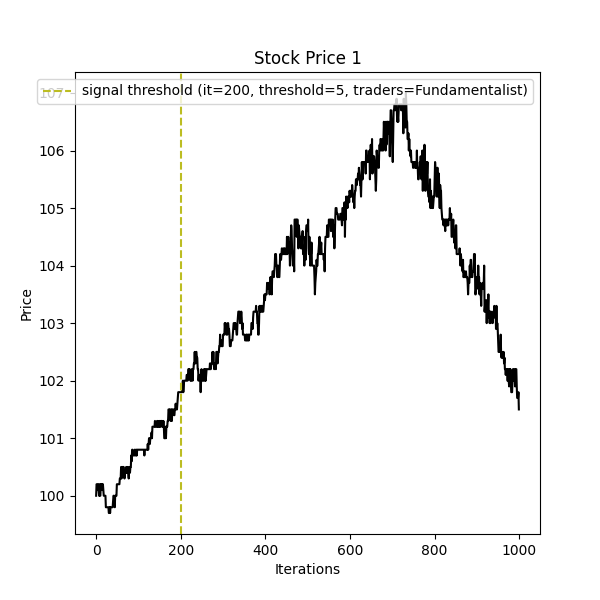 Stock Price 1
signal threshold (it=200, threshold=5, traders=Fundamentalist)
107
106
105
104
103
102
101
100
Price
0 200 400 600 800 1000
Iterations